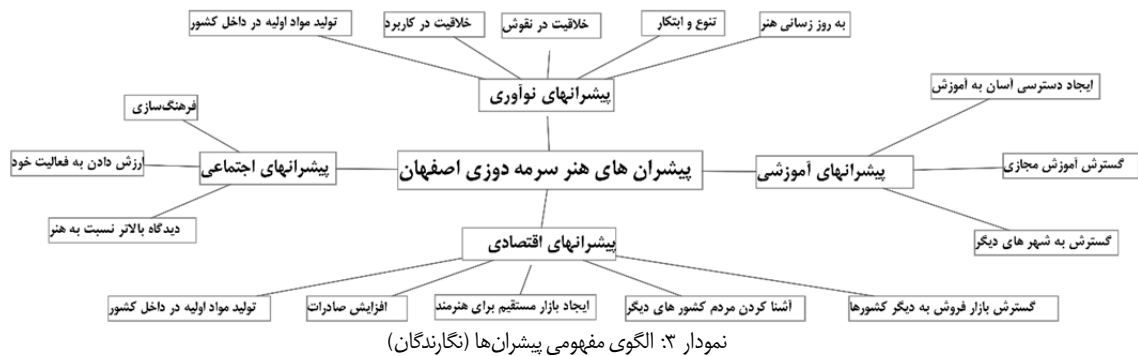 به روز رسانی هنر
تنوع و ابتکار
خلاقیت در نقوش
خلاقیت در کاربرد
تولید مواد اولیه در داخل کشور
پیشرانهای نوآوری
ایجاد دسترسی آسان به آموزش
فرهنگ‌سازی
گسترش آموزش مجازی
پیشرانهای آموزشی
پیشران های هنر سرمه دوزی اصفهان
پیشرانهای اجتماعی
ارزش دادن به فعالیت خود
گسترش به شهر های دیگر
دیدگاه بالاتر نسبت به هنر
پیشرانهای اقتصادی
گسترش بازار فروش به دیگر کشورها
آشنا کردن مردم کشور های دیگر
ایجاد بازار مستقیم برای هنرمند
افزایش صادرات
تولید مواد اولیه در داخل کشور
نمودار ۳: الگوی مفهومی پیشران‌ها (نگارندگان)